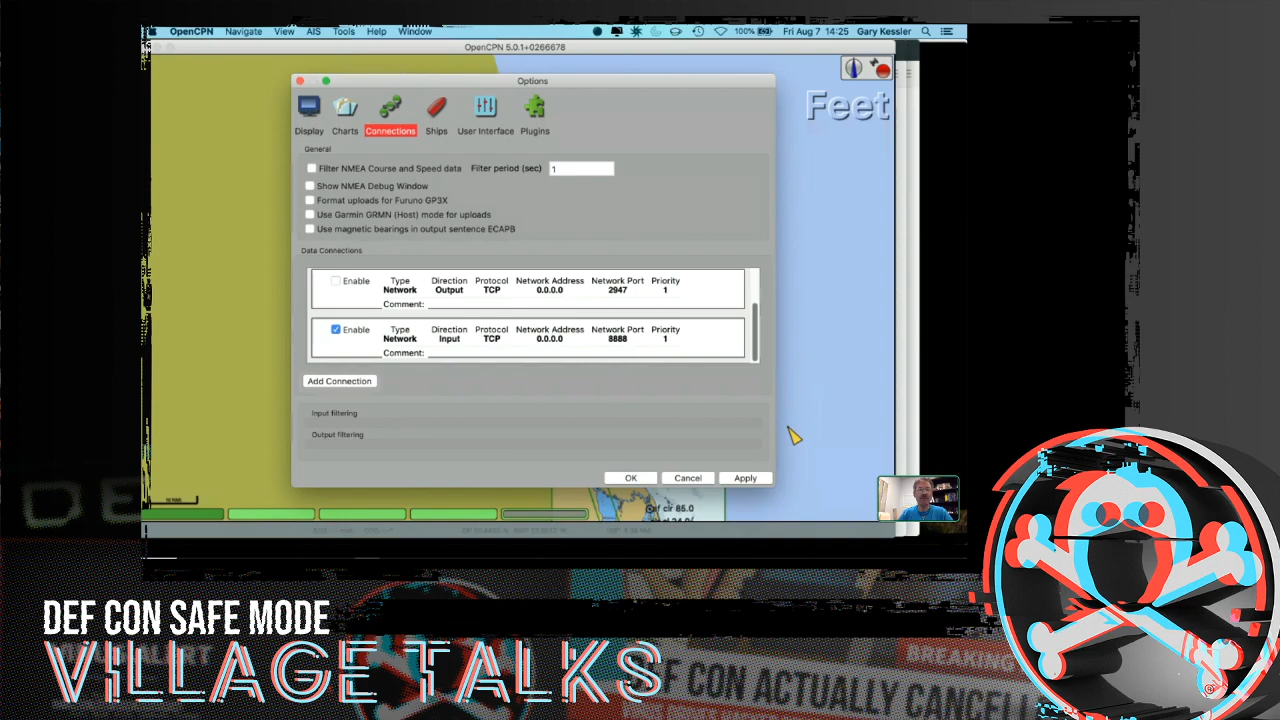 OpenCPN Navigate View AIS Tools Help Window 100% Fri Aug 7 14:25 Gary Kessler
OpenCPN 5.0.1+0266678
Options
Feet
Display Charts Connections Ships User Interface Plugins
General
Filter NMEA Course and Speed data Filter period (sec) 1
Show NMEA Debug Window
Format uploads for Furuno GP3X
Use Garmin GRMN (Host) mode for uploads
Use magnetic bearings in output sentence ECAPB
Data Connections
Enable Type Direction Protocol Network Address Network Port Priority
Network Output TCP 0.0.0.0 2947 1
Comment:
Enable Type Direction Protocol Network Address Network Port Priority
Network Input TCP 0.0.0.0 8888 1
Comment:
Add Connection
Input filtering
Output filtering
OK Cancel Apply
clr 85.0
DEF CON SAFE MODE
VILLAGE TALKS
BREAKING
DEF CON ACTUALLY CANCELL